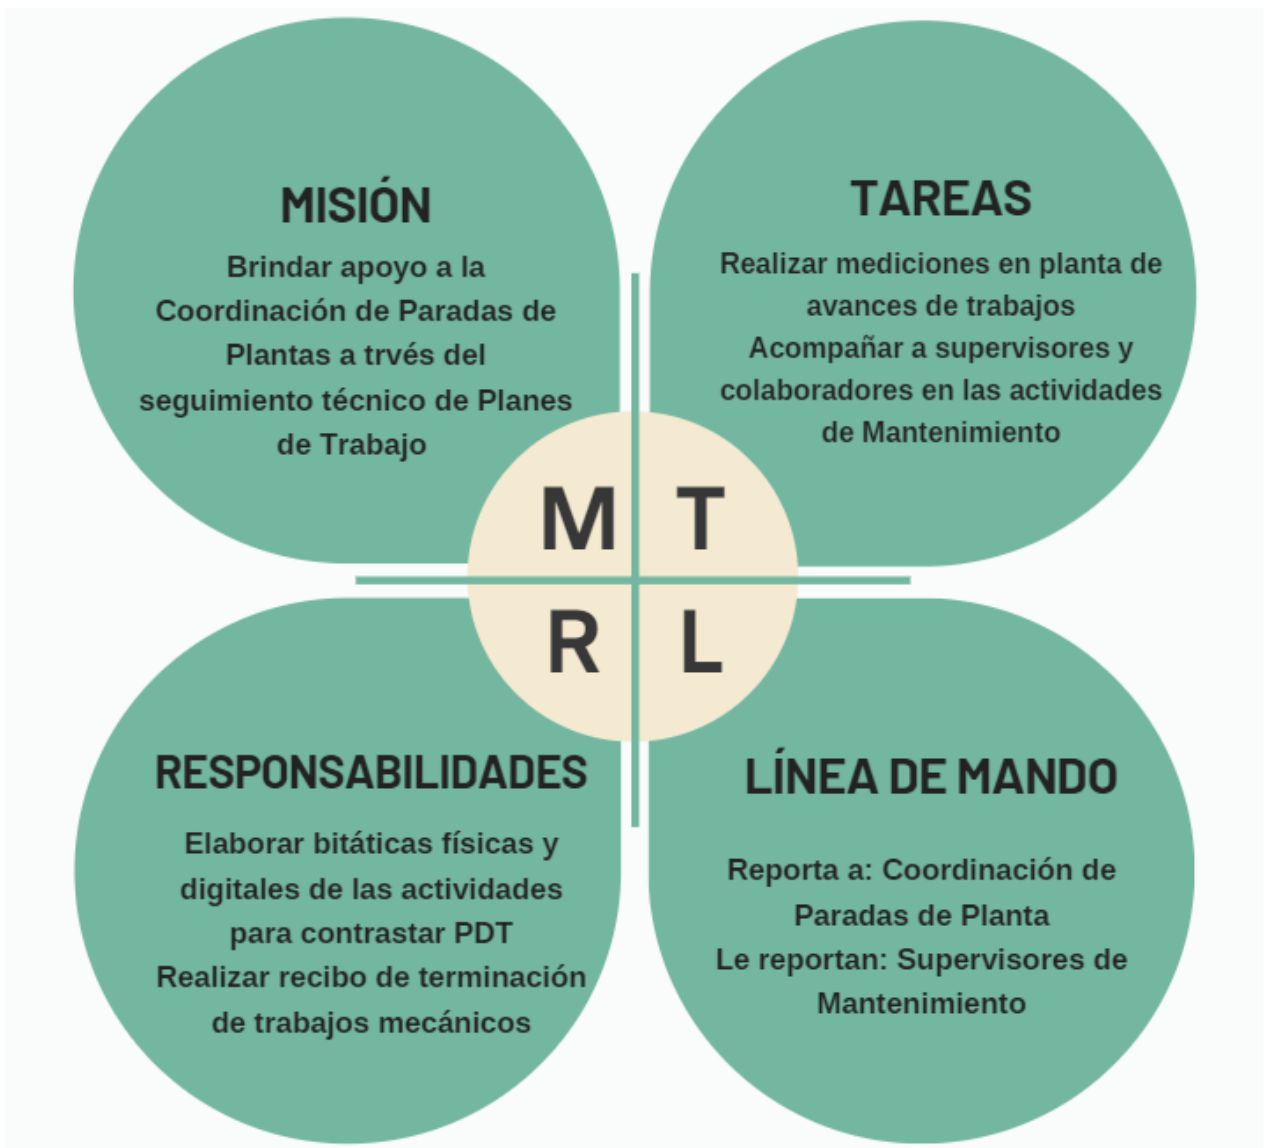 MISIÓN
Brindar apoyo a la
Coordinación de Paradas de
Plantas a trvés del
seguimiento técnico de Planes
de Trabajo
TAREAS
Realizar mediciones en planta de
avances de trabajos
Acompañar a supervisores y
colaboradores en las actividades
de Mantenimiento
M T
R L
RESPONSABILIDADES
Elaborar bitáticas físicas y
digitales de las actividades
para contrastar PDT
Realizar recibo de terminación
de trabajos mecánicos
LÍNEA DE MANDO
Reporta a: Coordinación de
Paradas de Planta
Le reportan: Supervisores de
Mantenimiento